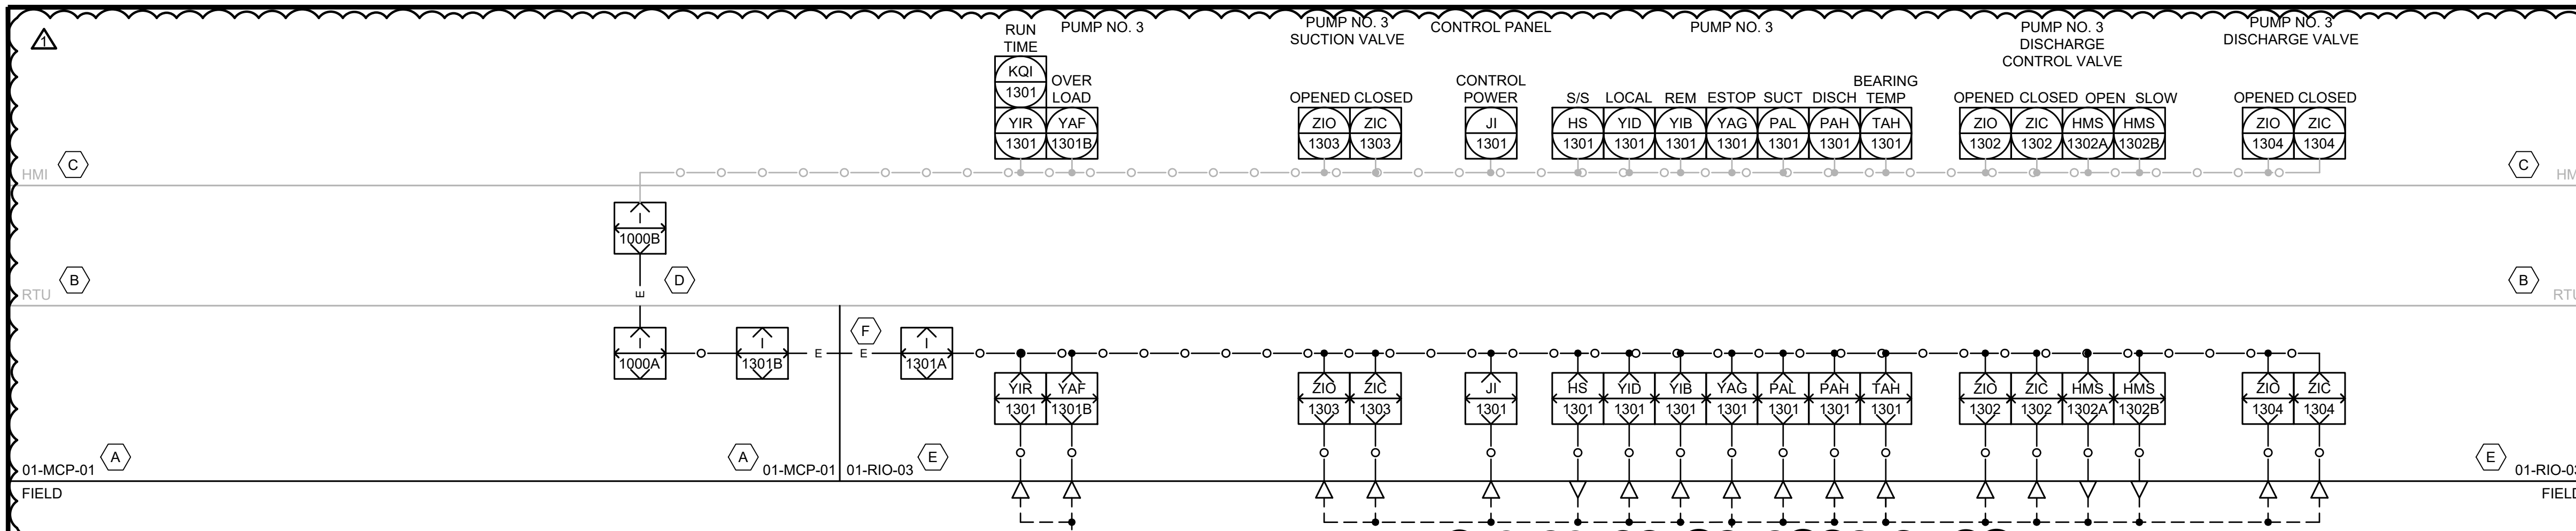 1
RUN
TIME
PUMP NO. 3
PUMP NO. 3
SUCTION VALVE
CONTROL PANEL
PUMP NO. 3
PUMP NO. 3
DISCHARGE
CONTROL VALVE
PUMP NO. 3
DISCHARGE VALVE
KQI
1301
OVER
LOAD
OPENED CLOSED
CONTROL
POWER
S/S LOCAL REM ESTOP SUCT DISCH BEARING
TEMP
OPENED CLOSED OPEN SLOW
OPENED CLOSED
YIR YAF ZIO ZIC JI HS YID YIB YAG PAL PAH TAH ZIO ZIC HMS HMS ZIO ZIC
1301 1301B 1303 1303 1301 1301 1301 1301 1301 1301 1301 1301 1302 1302 1302A 1302B 1304 1304
HMI C C HM
I
1000B
RTU B D B RTU
E
F
I I E E I
1000A 1301B 1301A
YIR YAF ZIO ZIC JI HS YID YIB YAG PAL PAH TAH ZIO ZIC HMS HMS ZIO ZIC
1301 1301B 1303 1303 1301 1301 1301 1301 1301 1301 1301 1301 1302 1302 1302A 1302B 1304 1304
01-MCP-01 A A 01-MCP-01 01-RIO-03 E E 01-RIO-03
FIELD FIELD